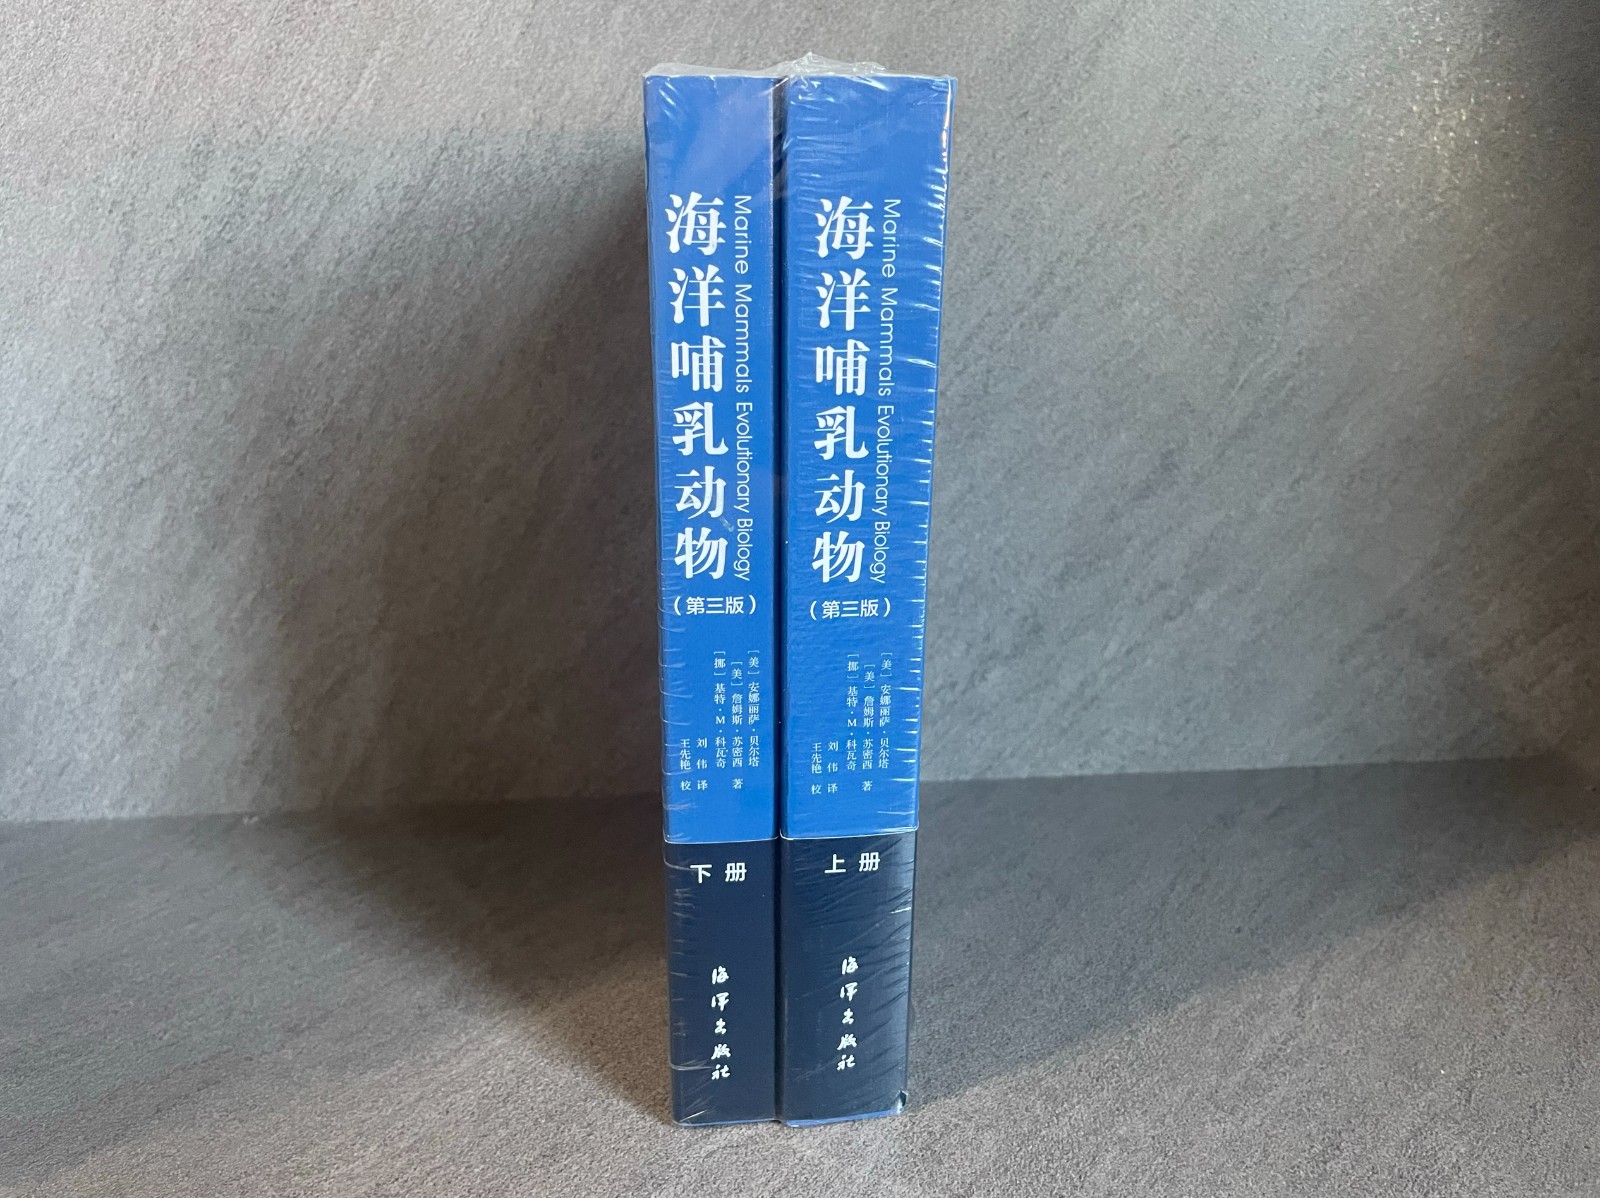 海洋哺乳动物
Marine Mammals Evolutionary Biology
（第三版）
［美］安娜丽萨·贝尔塔
［美］詹姆斯·苏密西 著
［挪］基特·M·科瓦奇
刘 伟 译
王先艳 校
下册
海洋出版社
海洋哺乳动物
Marine Mammals Evolutionary Biology
（第三版）
［美］安娜丽萨·贝尔塔
［美］詹姆斯·苏密西 著
［挪］基特·M·科瓦奇
刘 伟 译
王先艳 校
上册
海洋出版社